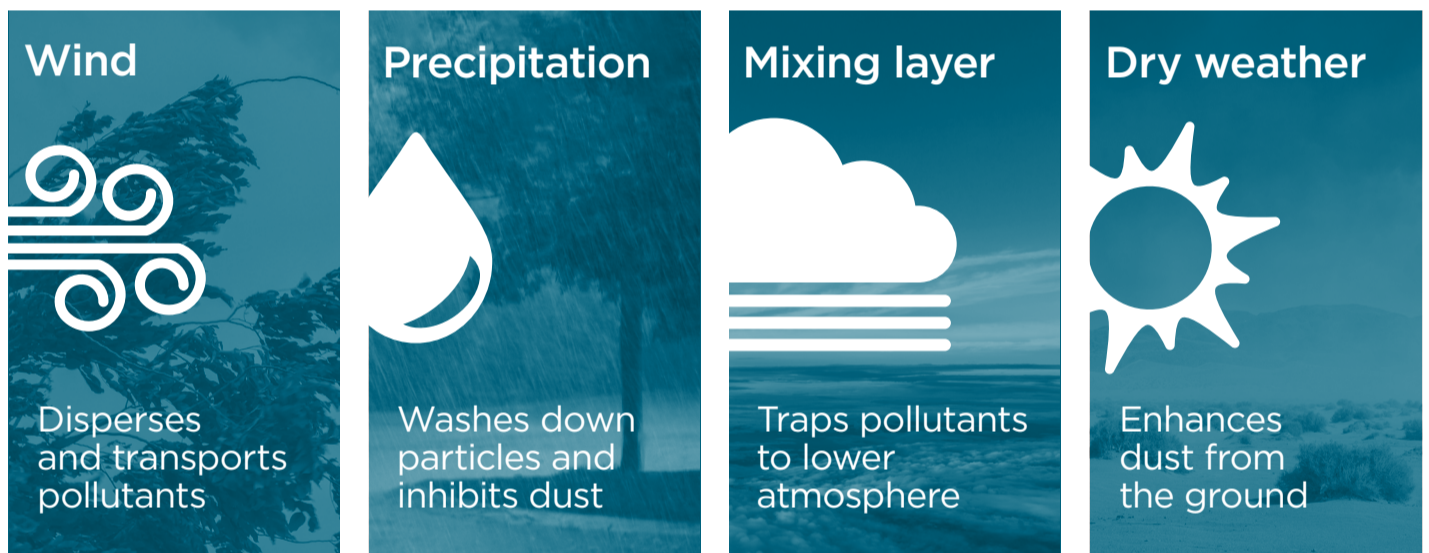 Wind
Disperses
and transports
pollutants
Precipitation
Washes down
particles and
inhibits dust
Mixing layer
Traps pollutants
to lower
atmosphere
Dry weather
Enhances
dust from
the ground